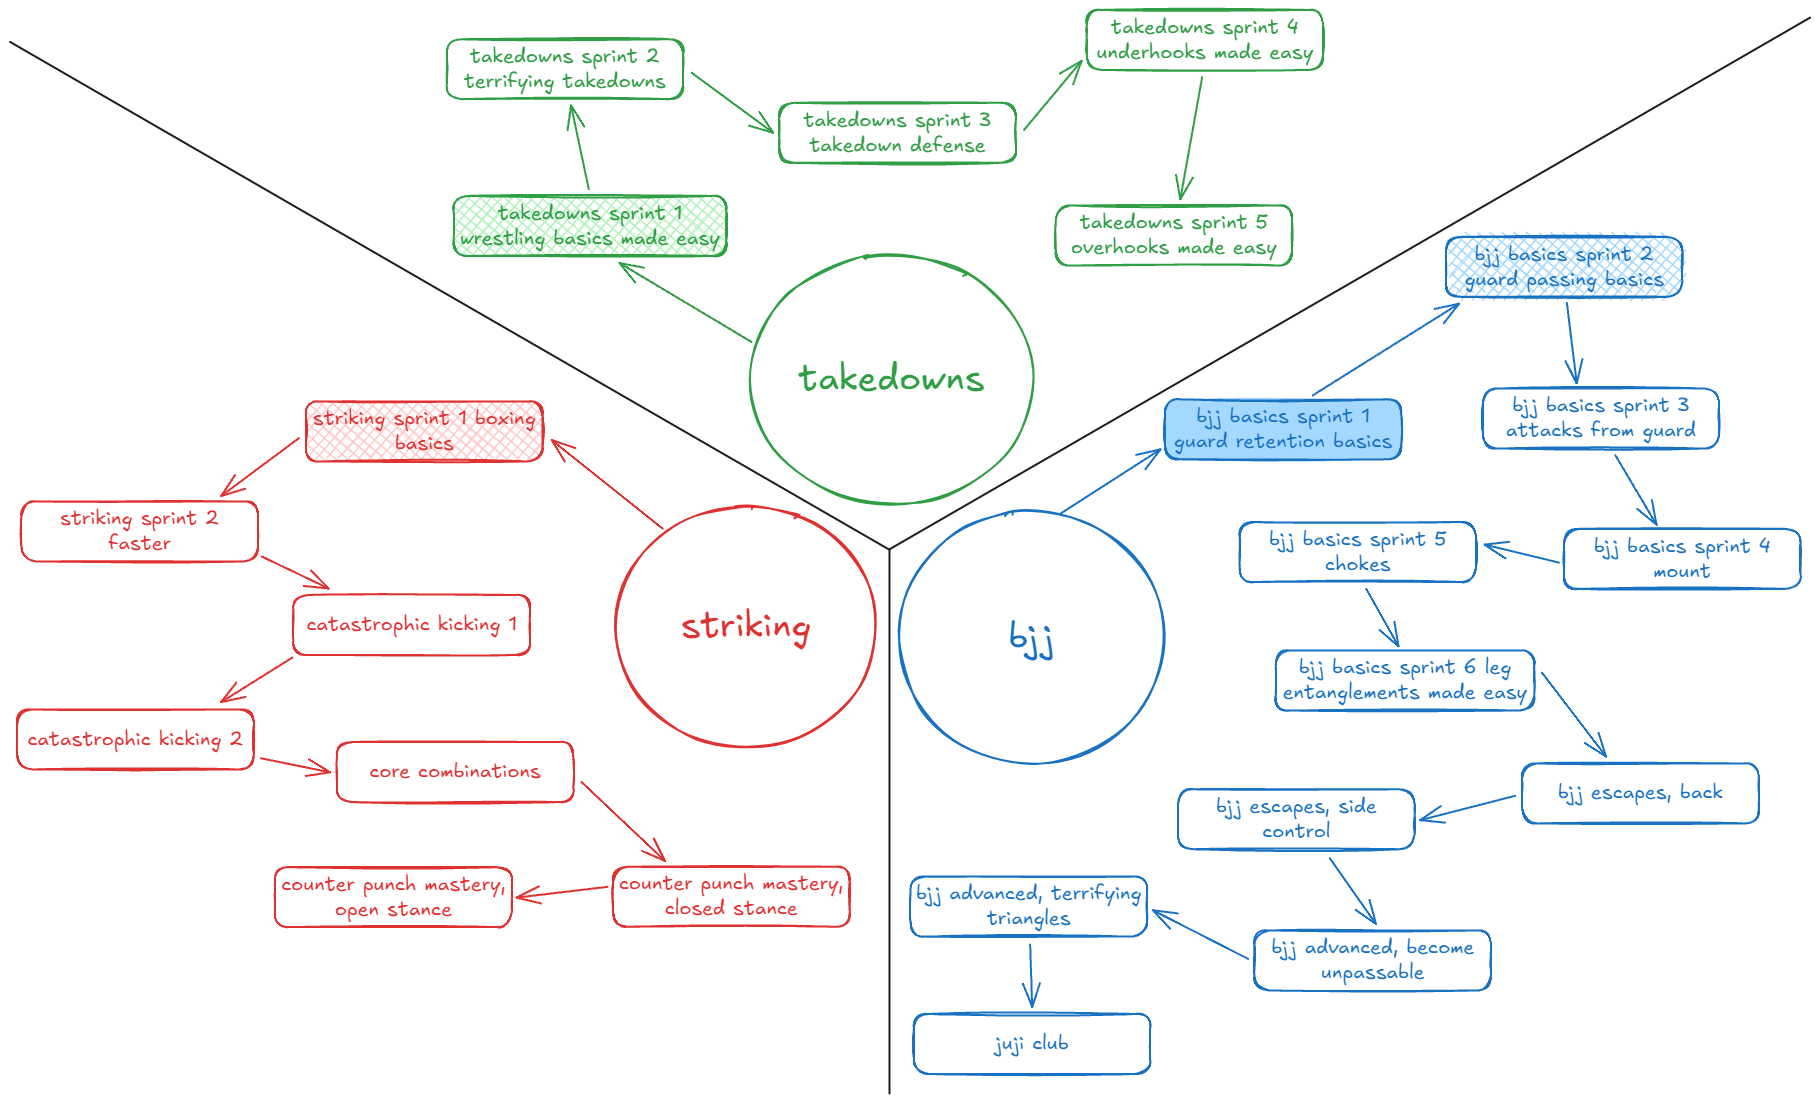 takedowns sprint 4
underhooks made easy
takedowns sprint 2
terrifying takedowns
takedowns sprint 3
takedown defense
takedowns sprint 1
wrestling basics made easy
takedowns sprint 5
overhooks made easy
takedowns
striking sprint 1 boxing
basics
striking sprint 2
faster
catastrophic kicking 1
catastrophic kicking 2
core combinations
counter punch mastery,
closed stance
counter punch mastery,
open stance
striking
bjj
bjj basics sprint 1
guard retention basics
bjj basics sprint 2
guard passing basics
bjj basics sprint 3
attacks from guard
bjj basics sprint 4
mount
bjj basics sprint 5
chokes
bjj basics sprint 6 leg
entanglements made easy
bjj escapes, back
bjj escapes, side
control
bjj advanced, become
unpassable
bjj advanced, terrifying
triangles
juji club